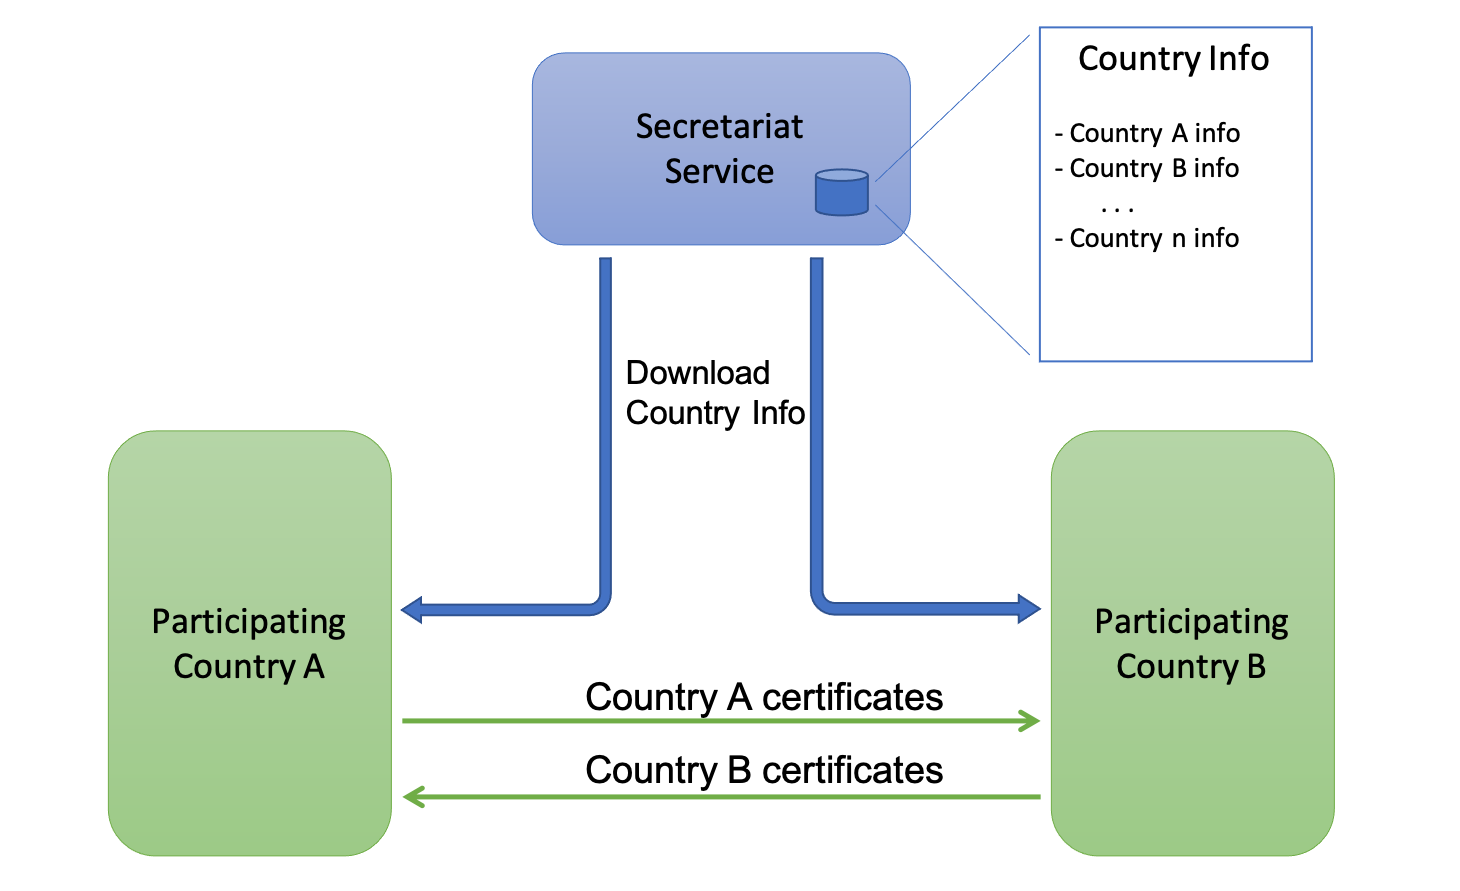 Secretariat
Service
Country Info
- Country A info
- Country B info
. . .
- Country n info
Download
Country Info
Participating
Country A
Participating
Country B
Country A certificates
Country B certificates